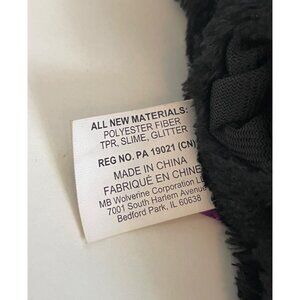 ALL NEW MATERIALS:
POLYESTER FIBER
TPR, SLIME, GLITTER
REG NO. PA 19021 (CN)
MADE IN CHINA
FABRIQUÉ EN CHINE
MB Wolverine Corporation
7001 South Harlem Avenue
Bedford Park, IL 60638